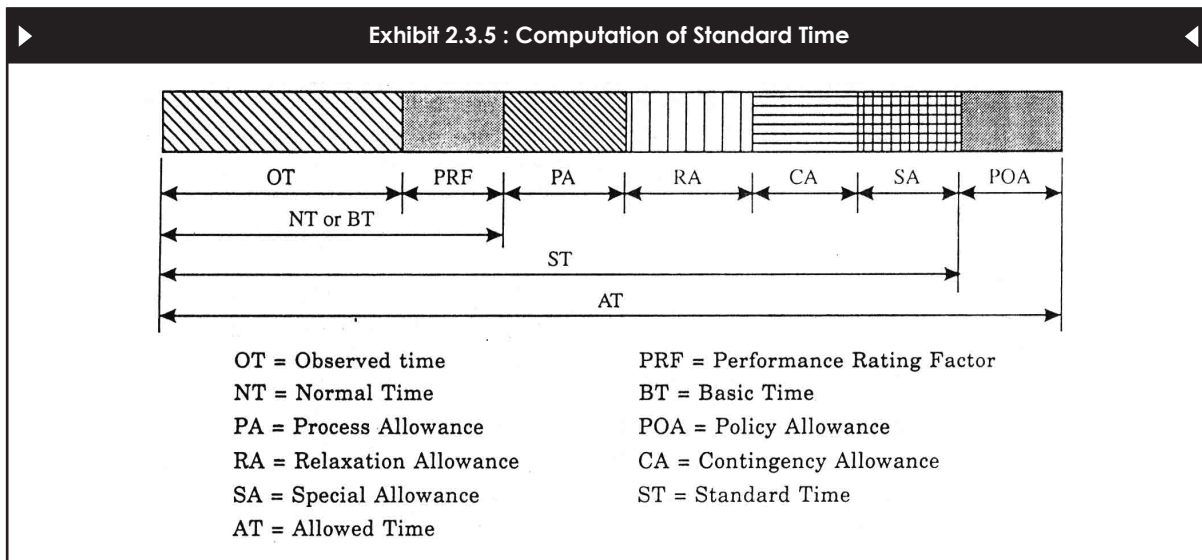 Exhibit 2.3.5 : Computation of Standard Time
OT PRF PA RA CA SA POA
NT or BT
ST
AT
OT = Observed time PRF = Performance Rating Factor
NT = Normal Time BT = Basic Time
PA = Process Allowance POA = Policy Allowance
RA = Relaxation Allowance CA = Contingency Allowance
SA = Special Allowance ST = Standard Time
AT = Allowed Time